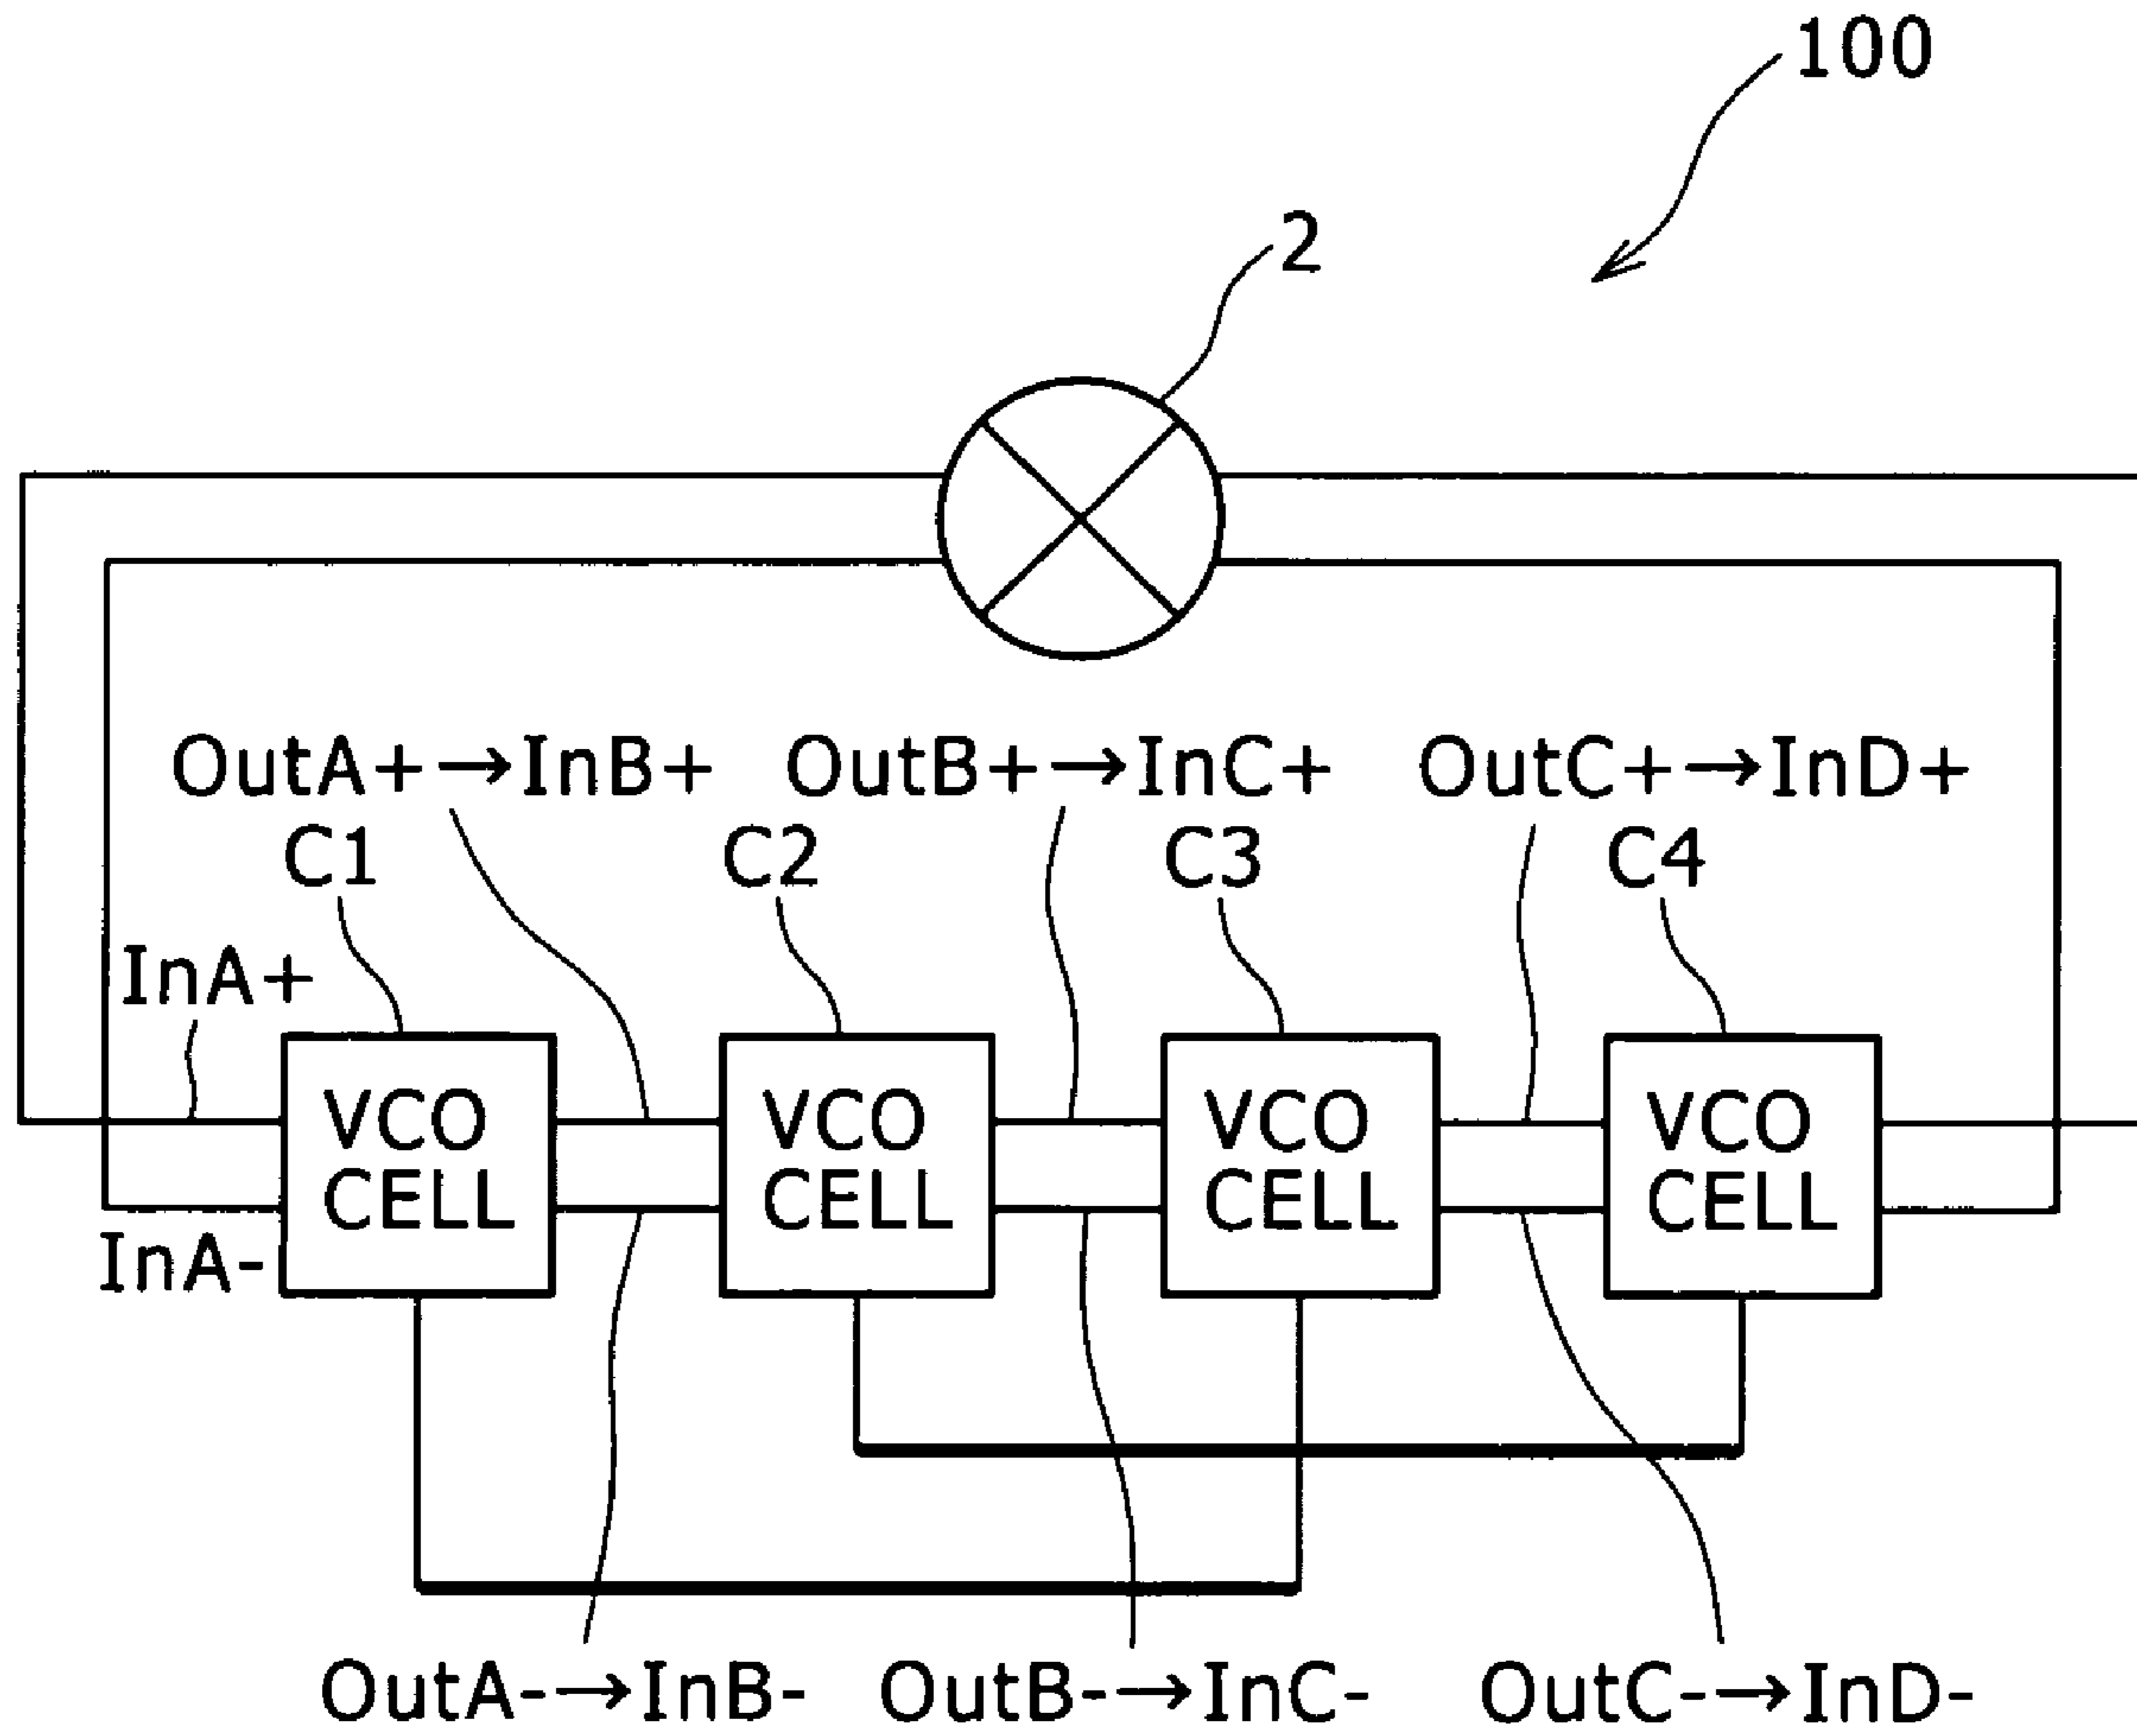 100
2
OutA+→InB+ OutB+→InC+ OutC+→InD+
C1 C2 C3 C4
InA+
VCO CELL VCO CELL VCO CELL VCO CELL
InA-
OutA-→InB- OutB-→InC- OutC-→InD-